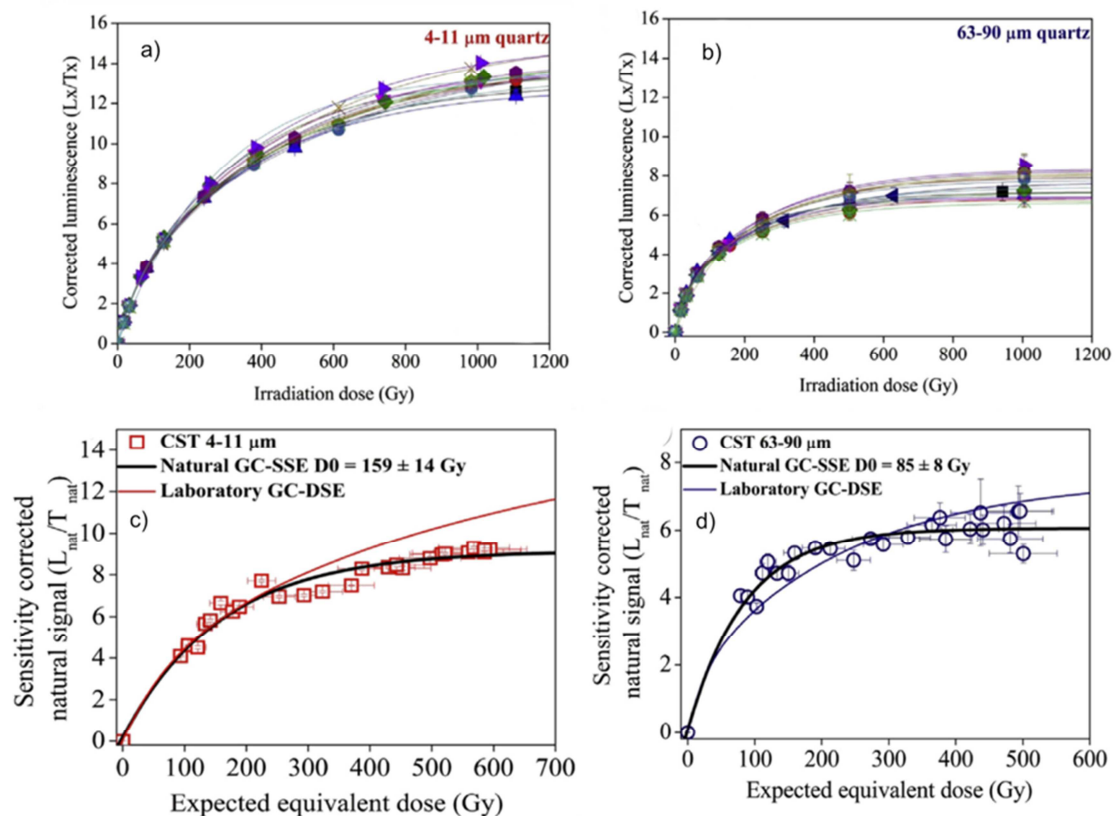 a)
4-11 μm quartz
Corrected luminescence (Lx/Tx)
16
14
12
10
8
6
4
2
0
0 200 400 600 800 1000 1200
Irradiation dose (Gy)
b)
63-90 μm quartz
Corrected luminescence (Lx/Tx)
16
14
12
10
8
6
4
2
0
0 200 400 600 800 1000 1200
Irradiation dose (Gy)
CST 4-11 μm
Natural GC-SSE D0 = 159 ± 14 Gy
Laboratory GC-DSE
c)
Sensitivity corrected
natural signal (L nat/T nat)
14
12
10
8
6
4
2
0
0 100 200 300 400 500 600 700
Expected equivalent dose (Gy)
CST 63-90 μm
Natural GC-SSE D0 = 85 ± 8 Gy
Laboratory GC-DSE
d)
Sensitivity corrected
natural signal (L nat/T nat)
8
6
4
2
0
0 100 200 300 400 500 600
Expected equivalent dose (Gy)